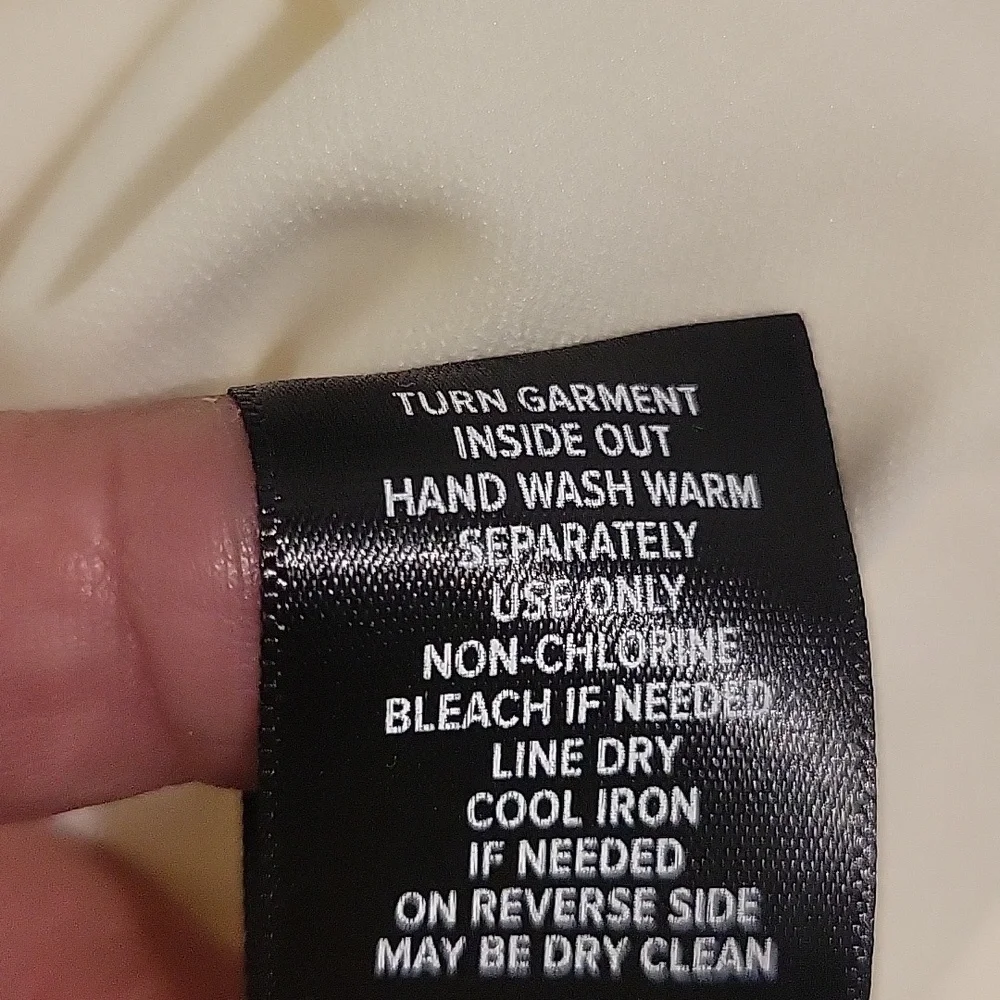 TURN GARMENT
INSIDE OUT
HAND WASH WARM
SEPARATELY
USE ONLY
NON-CHLORINE
BLEACH IF NEEDED
LINE DRY
COOL IRON
IF NEEDED
ON REVERSE SIDE
MAY BE DRY CLEAN